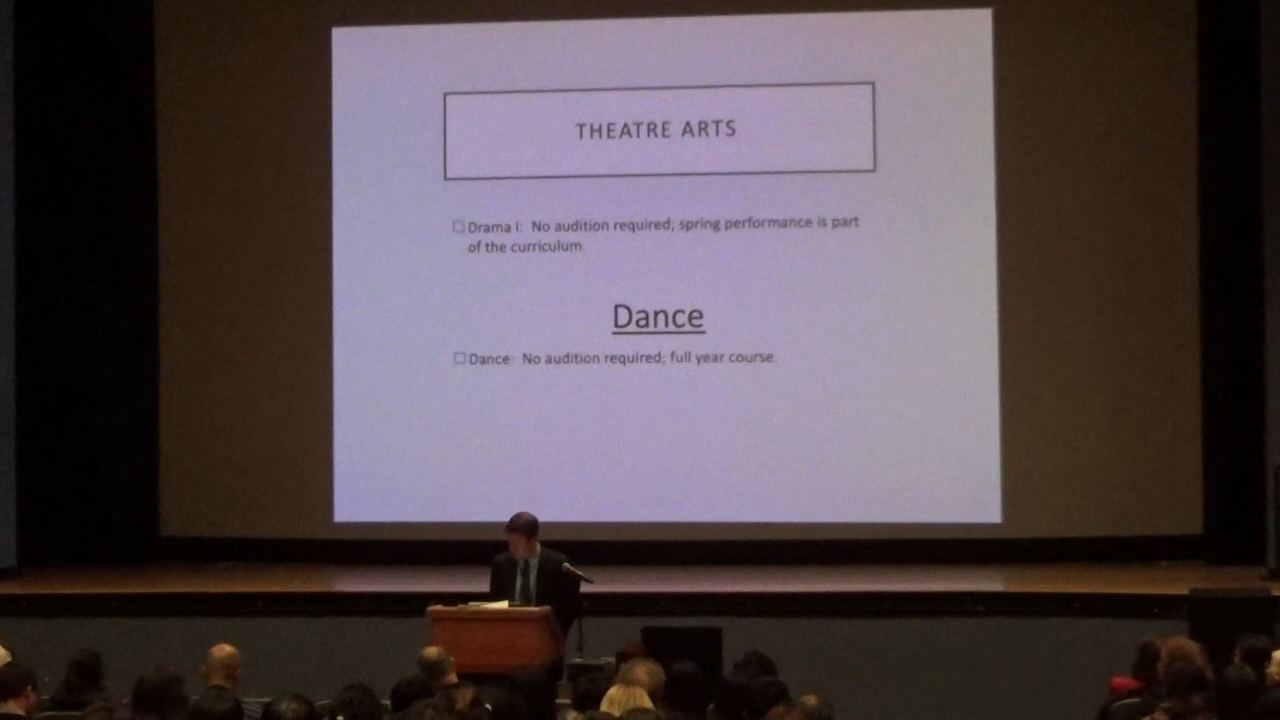 THEATRE ARTS
Drama I: No audition required; spring performance is part
of the curriculum
Dance
Dance: No audition required; full year course